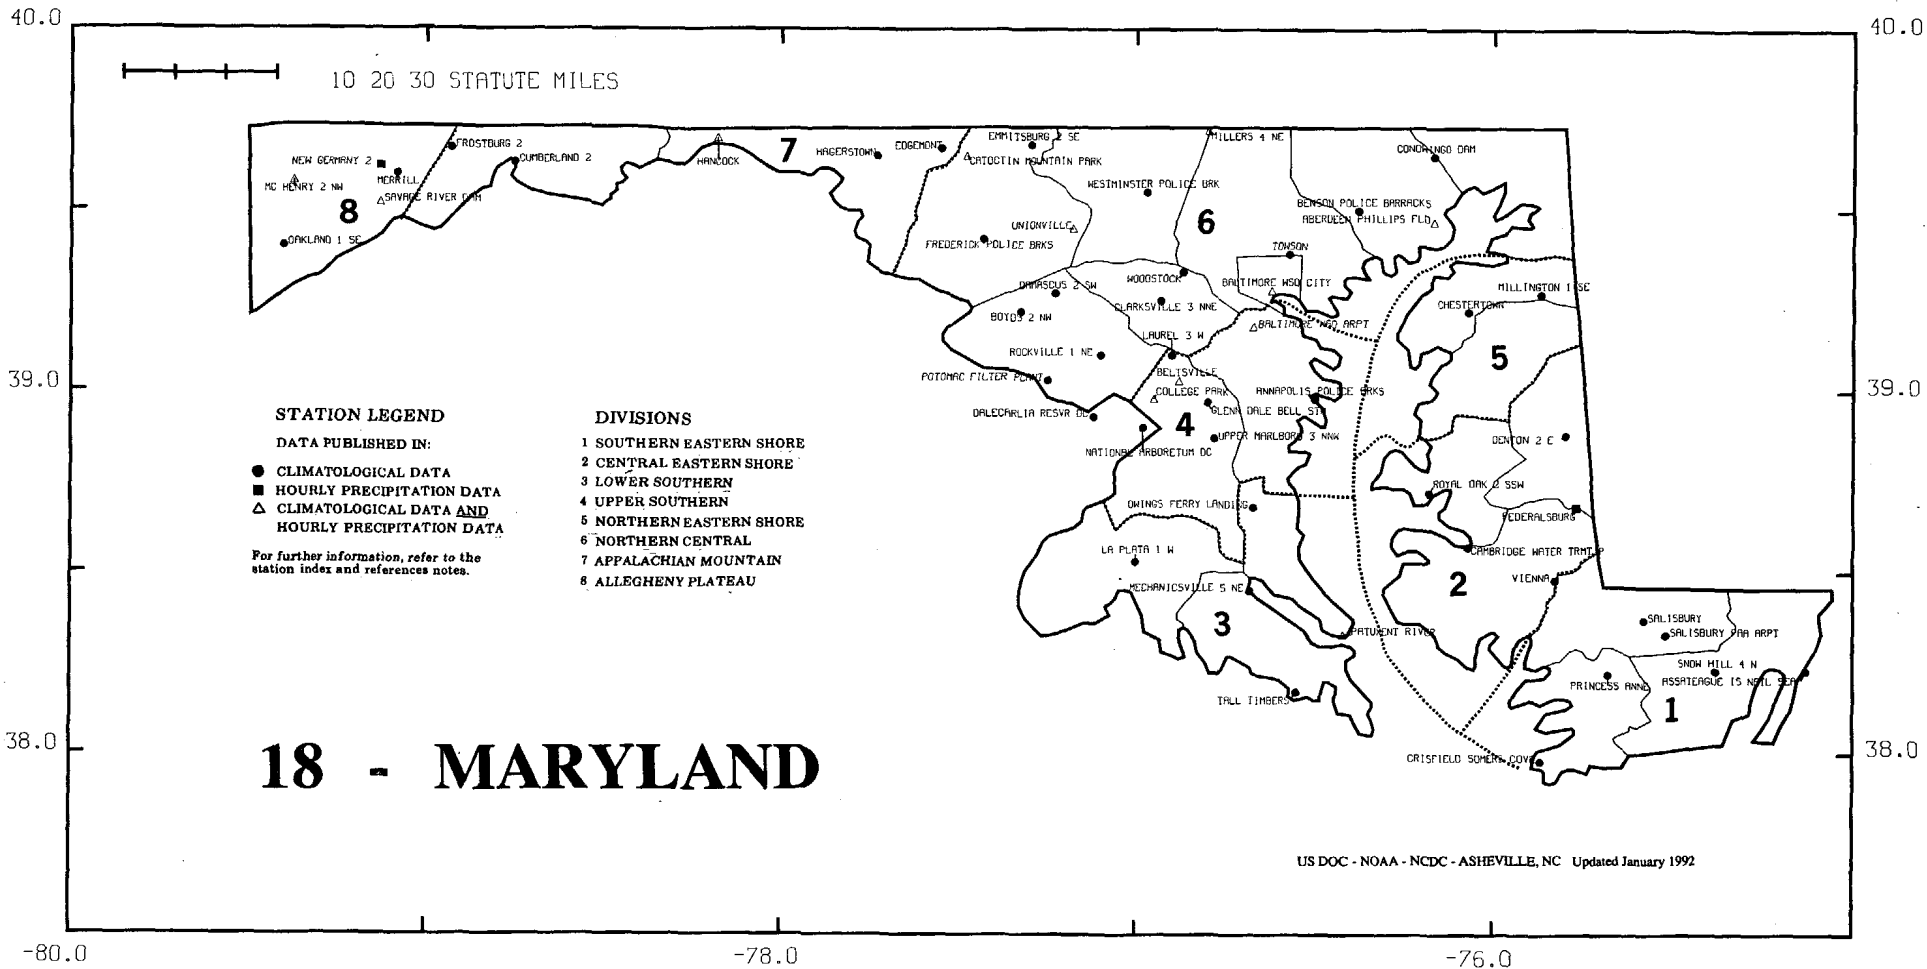 40.0
40.0
10 20 30 STATUTE MILES
FROSTBURG 2
NEW GERMANY 2
CUMBERLAND 2
MERRILL
MC HENRY 2 NW
SAVAGE RIVER DAM
8
OAKLAND 1 SE
HANCOCK
7
HAGERSTOWN
EDGEMONT
EMMITSBURG 2 SE
CATOCTIN MOUNTAIN PARK
MILLERS 4 NE
CONOWINGO DAM
WESTMINSTER POLICE BRK
BENSON POLICE BARRACKS
ABERDEEN PHILLIPS FLD
6
UNIONVILLE
FREDERICK POLICE BRKS
TOWSON
WOODSTOCK
BALTIMORE WSO CITY
DAMASCUS 2 SW
CLARKSVILLE 3 NNE
BOYDS 2 NW
BALTIMORE WSO ARPT
LAUREL 3 W
ROCKVILLE 1 NE
MILLINGTON 1 SE
CHESTERTOWN
5
39.0
39.0
POTOMAC FILTER PLANT
BELTSVILLE
COLLEGE PARK
ANNAPOLIS POLICE BRKS
GLENN DALE BELL STA
DALECARLIA RESVR DC
4
UPPER MARLBORO 3 NNW
NATIONAL ARBORETUM DC
DENTON 2 E
ROYAL OAK 2 SSW
OWINGS FERRY LANDING
FEDERALSBURG
LA PLATA 1 W
CAMBRIDGE WATER TRMT P
VIENNA
2
MECHANICSVILLE 5 NE
3
PATUXENT RIVER
SALISBURY
SALISBURY FAA ARPT
SNOW HILL 4 N
ASSATEAGUE IS NATL SEA
PRINCESS ANNE
1
TALL TIMBERS
CRISFIELD SOMERS COVE
STATION LEGEND
DATA PUBLISHED IN:
CLIMATOLOGICAL DATA
HOURLY PRECIPITATION DATA
CLIMATOLOGICAL DATA AND
HOURLY PRECIPITATION DATA
For further information, refer to the
station index and references notes.
DIVISIONS
1 SOUTHERN EASTERN SHORE
2 CENTRAL EASTERN SHORE
3 LOWER SOUTHERN
4 UPPER SOUTHERN
5 NORTHERN EASTERN SHORE
6 NORTHERN CENTRAL
7 APPALACHIAN MOUNTAIN
8 ALLEGHENY PLATEAU
38.0
38.0
18 - MARYLAND
US DOC - NOAA - NCDC - ASHEVILLE, NC Updated January 1992
-80.0
-78.0
-76.0